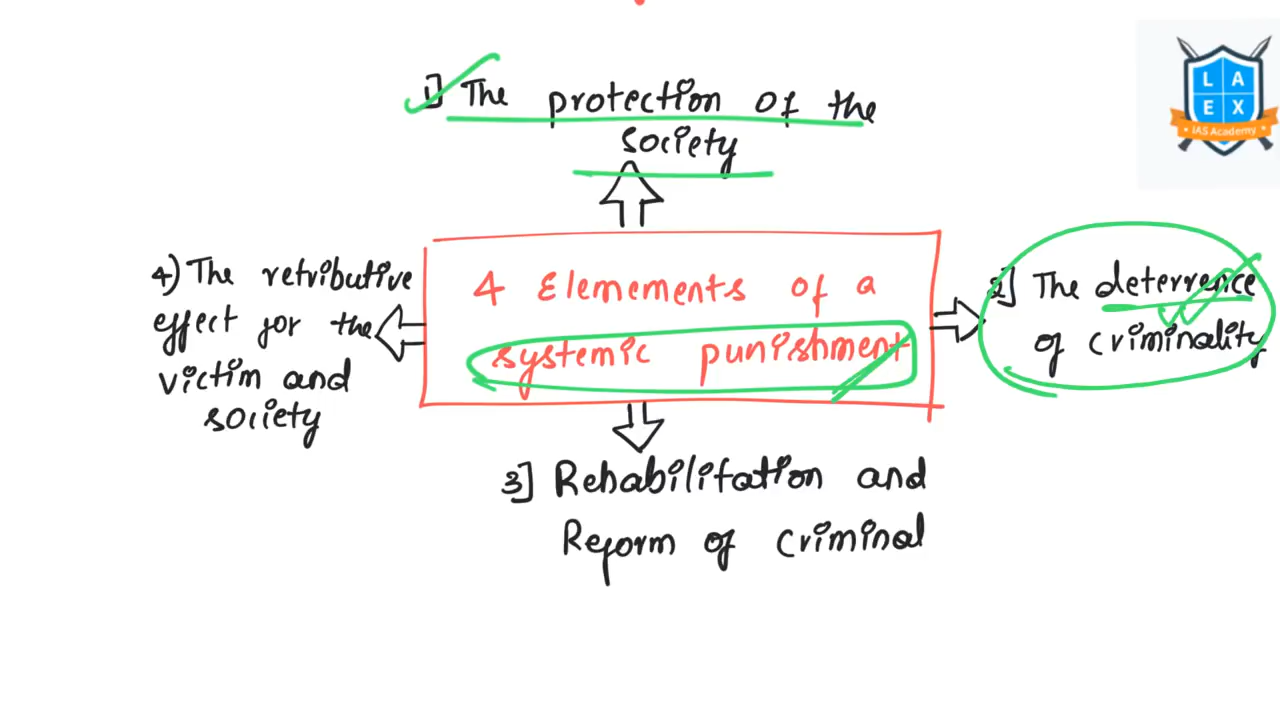 1] The protection of the
society
4 Elemements of a
systemic punishment
2] The deterrence
of criminality
3] Rehabilitation and
Reform of criminal
4) The retributive
effect for the
victim and
society
L A
E X
IAS Academy